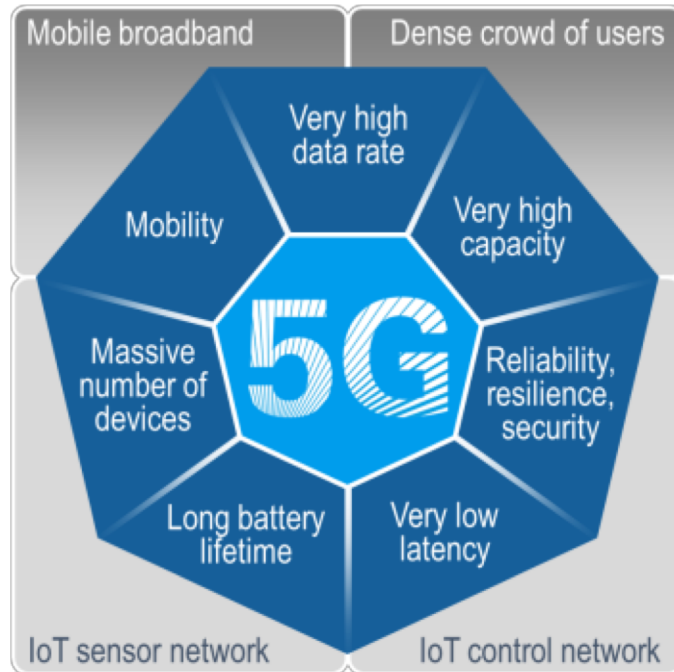 Mobile broadband
Dense crowd of users
Very high
data rate
Mobility
Very high
capacity
5G
Massive
number of
devices
Reliability,
resilience,
security
Long battery
lifetime
Very low
latency
IoT sensor network
IoT control network